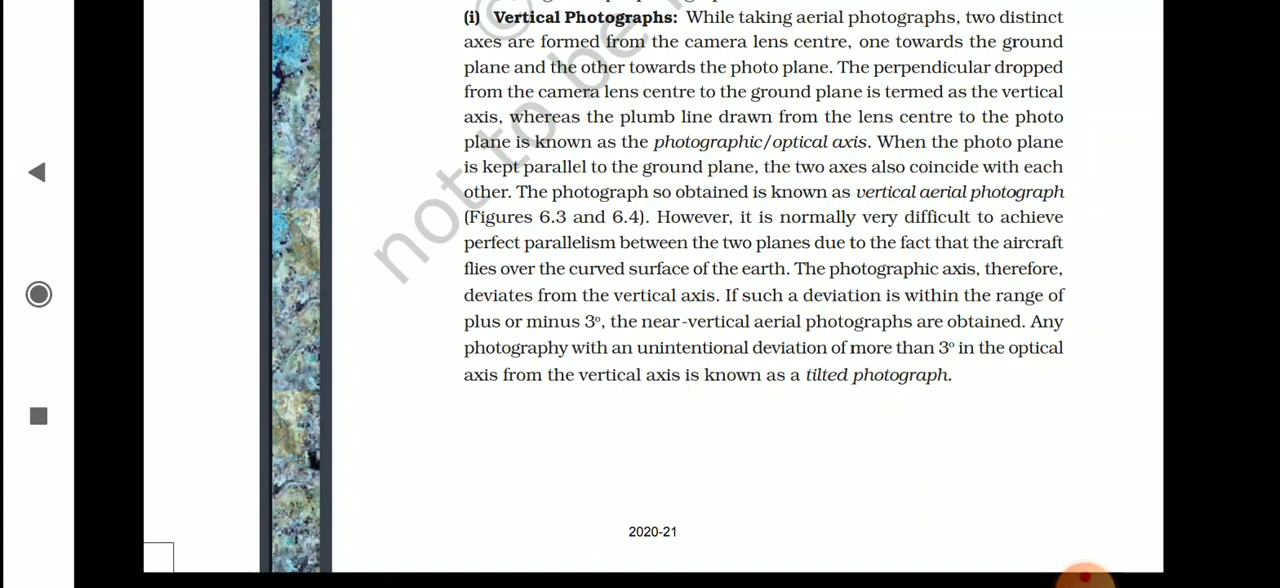 (i) Vertical Photographs: While taking aerial photographs, two distinct
axes are formed from the camera lens centre, one towards the ground
plane and the other towards the photo plane. The perpendicular dropped
from the camera lens centre to the ground plane is termed as the vertical
axis, whereas the plumb line drawn from the lens centre to the photo
plane is known as the photographic/optical axis. When the photo plane
is kept parallel to the ground plane, the two axes also coincide with each
other. The photograph so obtained is known as vertical aerial photograph
(Figures 6.3 and 6.4). However, it is normally very difficult to achieve
perfect parallelism between the two planes due to the fact that the aircraft
flies over the curved surface of the earth. The photographic axis, therefore,
deviates from the vertical axis. If such a deviation is within the range of
plus or minus 3º, the near-vertical aerial photographs are obtained. Any
photography with an unintentional deviation of more than 3º in the optical
axis from the vertical axis is known as a tilted photograph.
©
not to be
2020-21